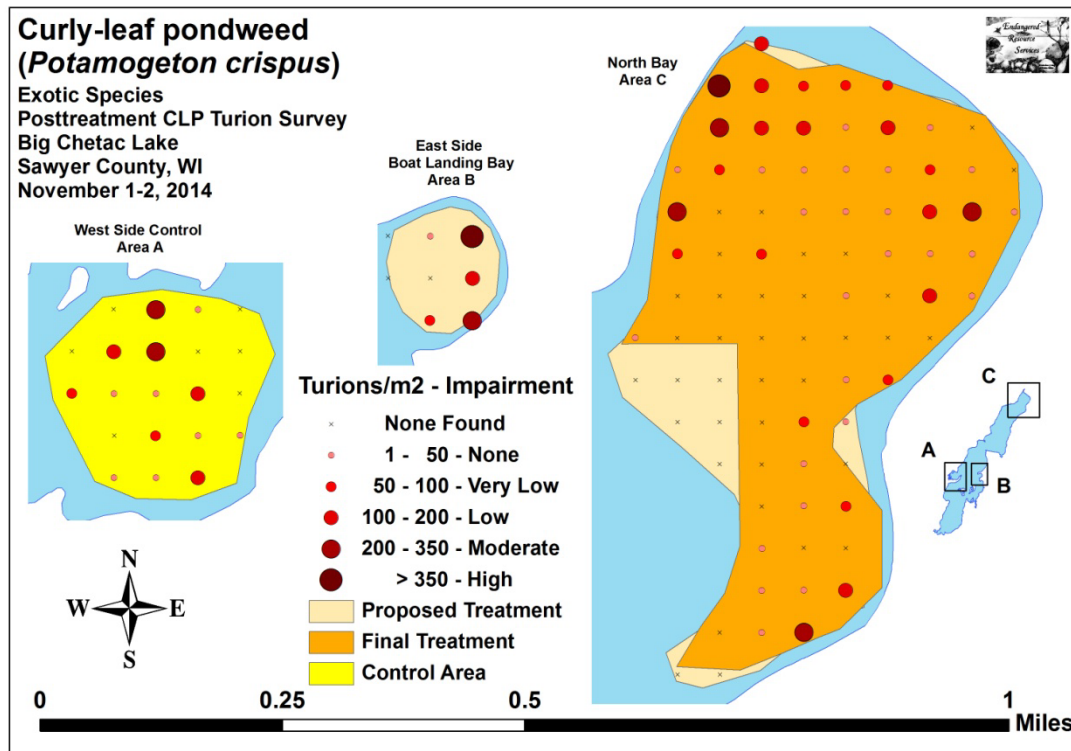 Curly-leaf pondweed
(Potamogeton crispus)
Exotic Species
Posttreatment CLP Turion Survey
Big Chetac Lake
Sawyer County, WI
November 1-2, 2014
West Side Control
Area A
East Side
Boat Landing Bay
Area B
North Bay
Area C
Endangered
Resource
Services
Turions/m2 - Impairment
None Found
1 - 50 - None
50 - 100 - Very Low
100 - 200 - Low
200 - 350 - Moderate
> 350 - High
Proposed Treatment
Final Treatment
Control Area
N
W E
S
C
A
B
0 0.25 0.5 1
Miles